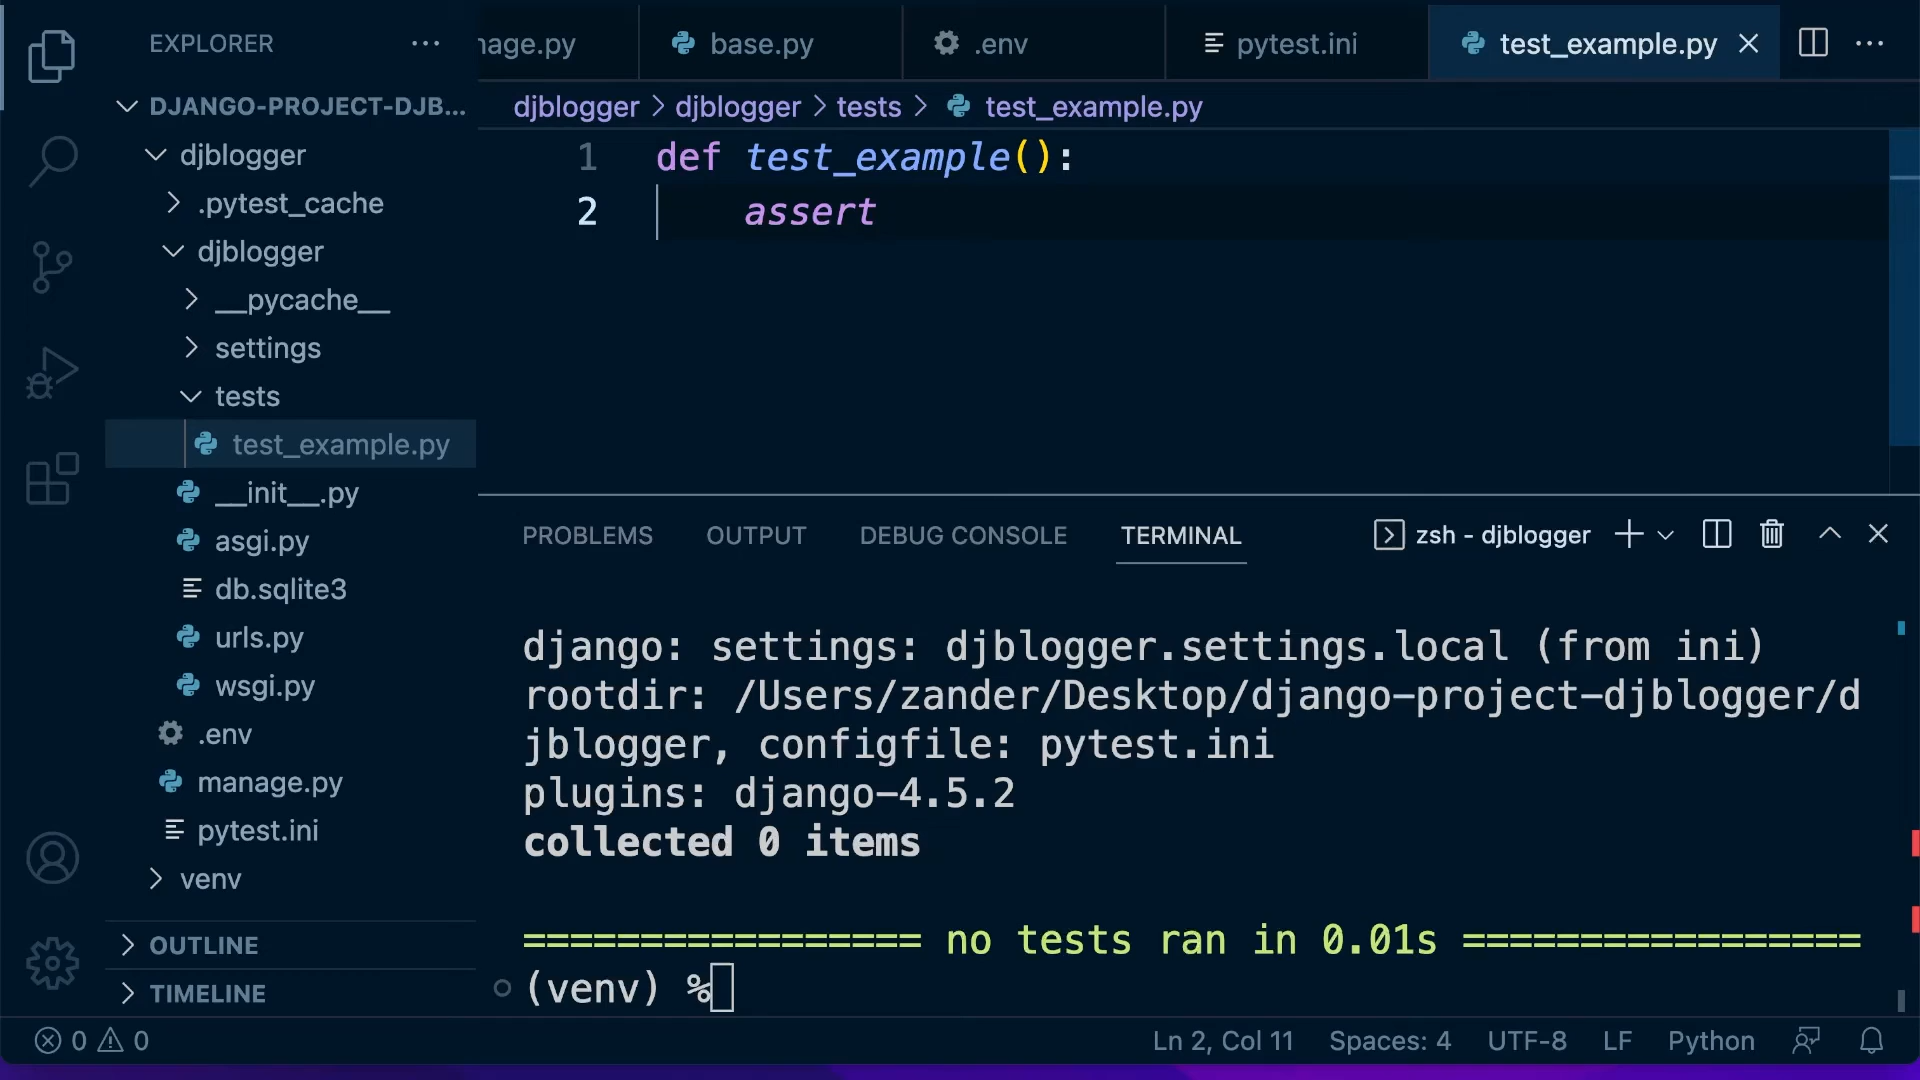 EXPLORER
nage.py
base.py
.env
pytest.ini
test_example.py
DJANGO-PROJECT-DJB...
djblogger
.pytest_cache
djblogger
__pycache__
settings
tests
test_example.py
__init__.py
asgi.py
db.sqlite3
urls.py
wsgi.py
.env
manage.py
pytest.ini
venv
OUTLINE
TIMELINE
djblogger > djblogger > tests > test_example.py
1 def test_example():
2 assert
PROBLEMS OUTPUT DEBUG CONSOLE TERMINAL zsh - djblogger
django: settings: djblogger.settings.local (from ini)
rootdir: /Users/zander/Desktop/django-project-djblogger/d
jblogger, configfile: pytest.ini
plugins: django-4.5.2
collected 0 items
================= no tests ran in 0.01s =================
(venv) %
0 0 Ln 2, Col 11 Spaces: 4 UTF-8 LF Python